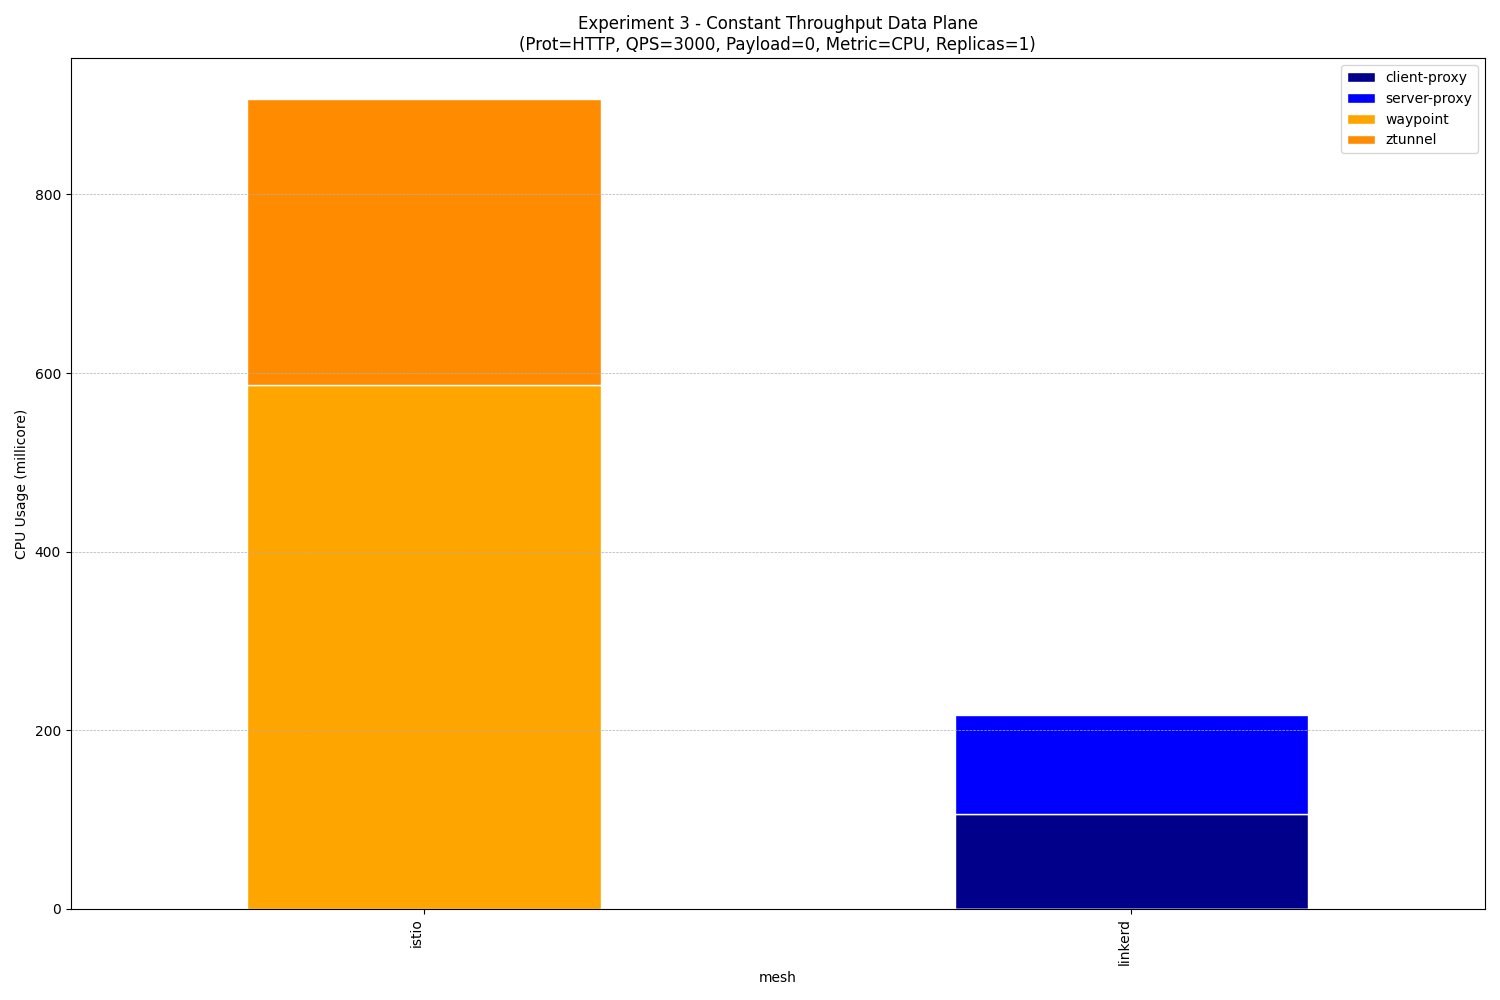 Experiment 3 - Constant Throughput Data Plane
(Prot=HTTP, QPS=3000, Payload=0, Metric=CPU, Replicas=1)
client-proxy
server-proxy
waypoint
ztunnel
CPU Usage (millicore)
800
600
400
200
0
istio
linkerd
mesh